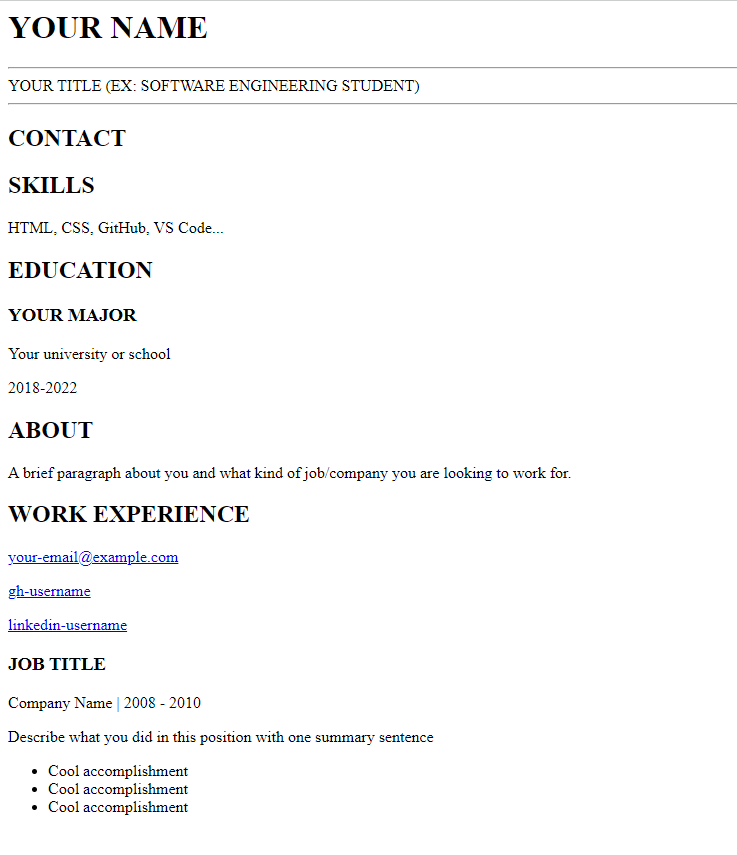 YOUR NAME
YOUR TITLE (EX: SOFTWARE ENGINEERING STUDENT)
CONTACT
SKILLS
HTML, CSS, GitHub, VS Code...
EDUCATION
YOUR MAJOR
Your university or school
2018-2022
ABOUT
A brief paragraph about you and what kind of job/company you are looking to work for.
WORK EXPERIENCE
your-email@example.com
gh-username
linkedin-username
JOB TITLE
Company Name | 2008 - 2010
Describe what you did in this position with one summary sentence
• Cool accomplishment
• Cool accomplishment
• Cool accomplishment